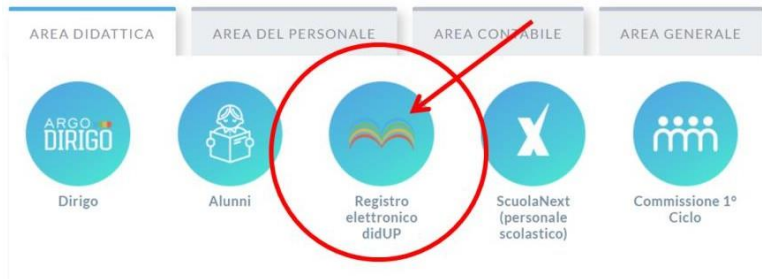 AREA DIDATTICA
AREA DEL PERSONALE
AREA CONTABILE
AREA GENERALE
ARGO
DIRIGO
Dirigo
Alunni
Registro
elettronico
didUP
ScuolaNext
(personale
scolastico)
Commissione 1°
Ciclo